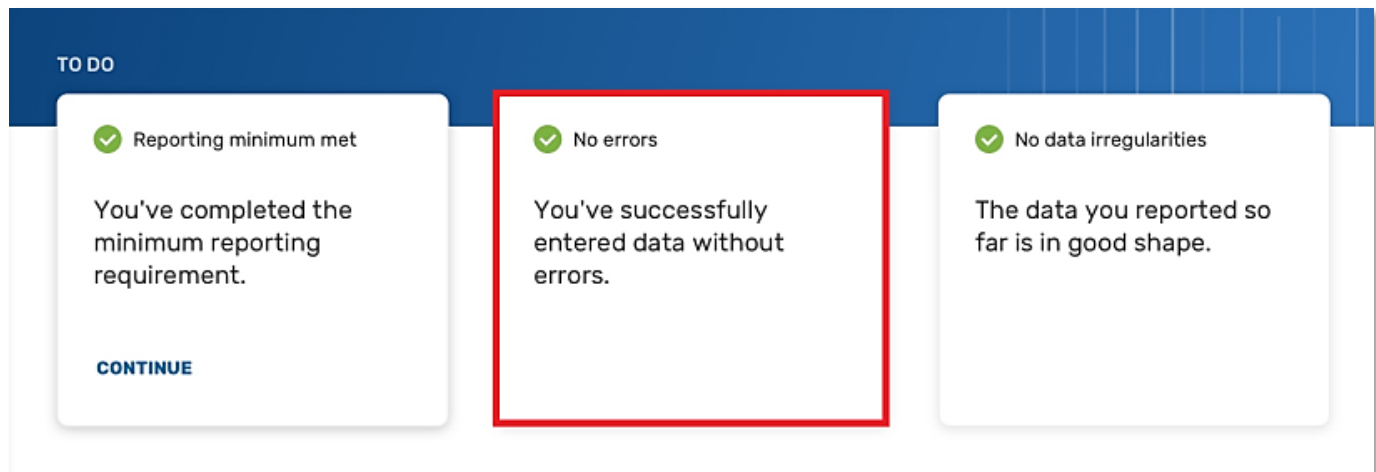 TO DO
Reporting minimum met
You've completed the
minimum reporting
requirement.
CONTINUE
No errors
You've successfully
entered data without
errors.
No data irregularities
The data you reported so
far is in good shape.